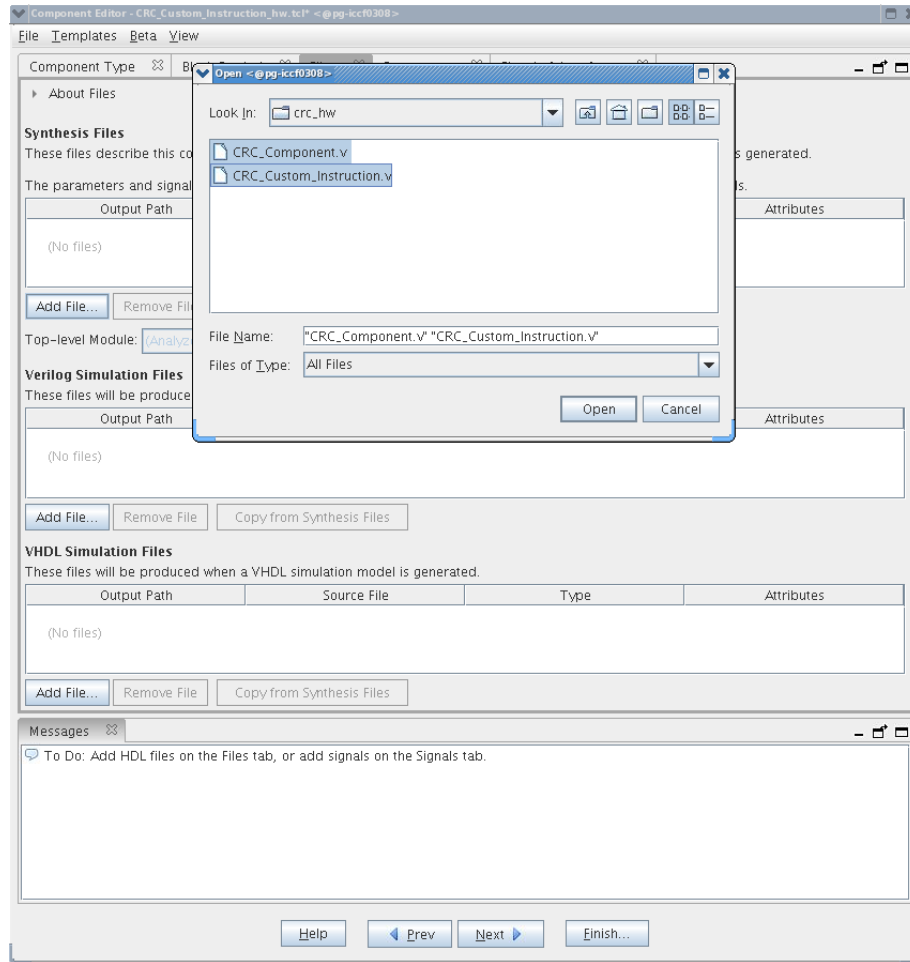 Component Editor - CRC_Custom_Instruction_hw.tcl* <@pg-iccf0308>
File Templates Beta View
Component Type
Open <@pg-iccf0308>
About Files
Look In: crc_hw
Synthesis Files
These files describe this co
s generated.
CRC_Component.v
CRC_Custom_Instruction.v
The parameters and signal
ls.
Output Path Attributes
(No files)
Add File... Remove Fil
Top-level Module: (Analyz
File Name: "CRC_Component.v" "CRC_Custom_Instruction.v"
Files of Type: All Files
Verilog Simulation Files
These files will be produce
Open Cancel
Output Path Attributes
(No files)
Add File... Remove File Copy from Synthesis Files
VHDL Simulation Files
These files will be produced when a VHDL simulation model is generated.
Output Path Source File Type Attributes
(No files)
Add File... Remove File Copy from Synthesis Files
Messages
To Do: Add HDL files on the Files tab, or add signals on the Signals tab.
Help Prev Next Finish...